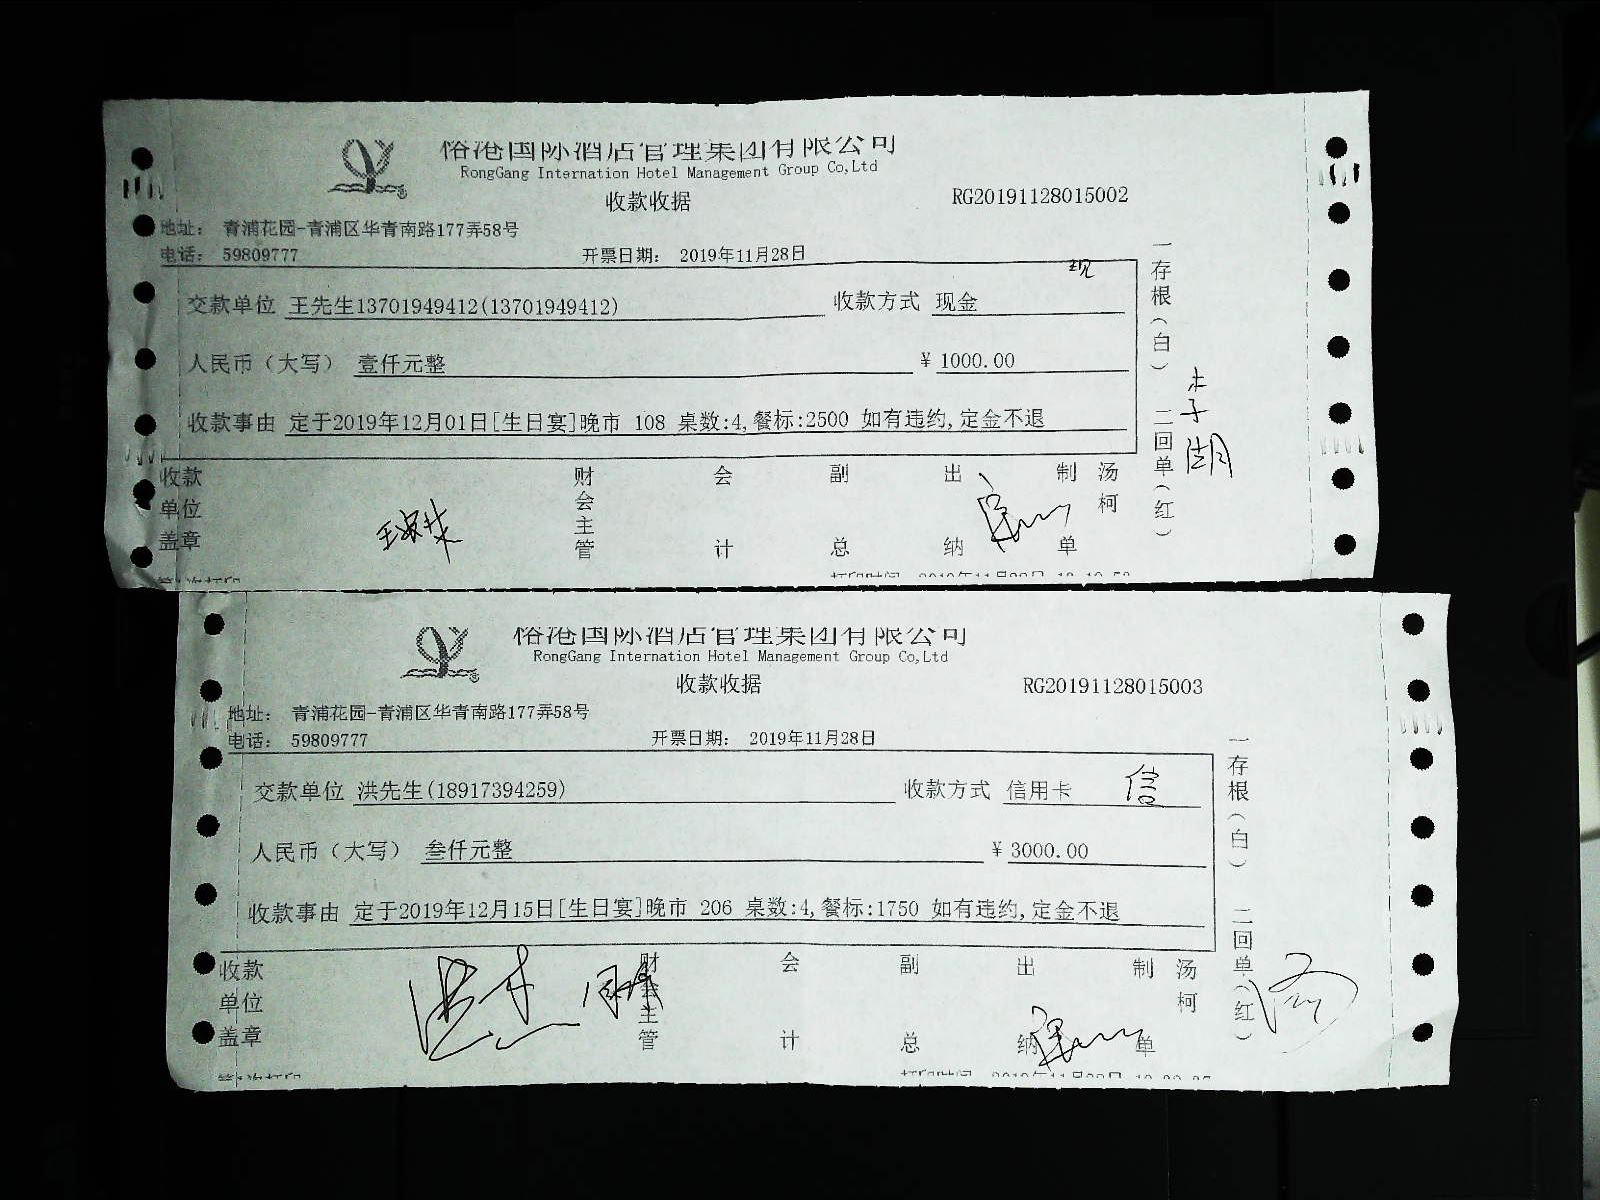 俗港国际酒店管理集团有限公司
RongGang Internation Hotel Management Group Co,Ltd
收款收据
RG20191128015002
地址： 青浦花园-青浦区华青南路177弄58号
电话： 59809777 开票日期： 2019年11月28日
现
交款单位 王先生13701949412(13701949412) 收款方式 现金
人民币（大写） 壹仟元整 ￥ 1000.00
收款事由 定于2019年12月01日[生日宴]晚市 108 桌数:4,餐标:2500 如有违约,定金不退
一存根（白） 二回单（红）
收款单位盖章 财会主管 会计 副总 出纳 制单 汤柯
俗港国际酒店管理集团有限公司
RongGang Internation Hotel Management Group Co,Ltd
收款收据
RG20191128015003
地址： 青浦花园-青浦区华青南路177弄58号
电话： 59809777 开票日期： 2019年11月28日
交款单位 洪先生(18917394259) 收款方式 信用卡 信
人民币（大写） 叁仟元整 ￥ 3000.00
收款事由 定于2019年12月15日[生日宴]晚市 206 桌数:4,餐标:1750 如有违约,定金不退
一存根（白） 二回单（红）
收款单位盖章 财会主管 会计 副总 出纳 制单 汤柯